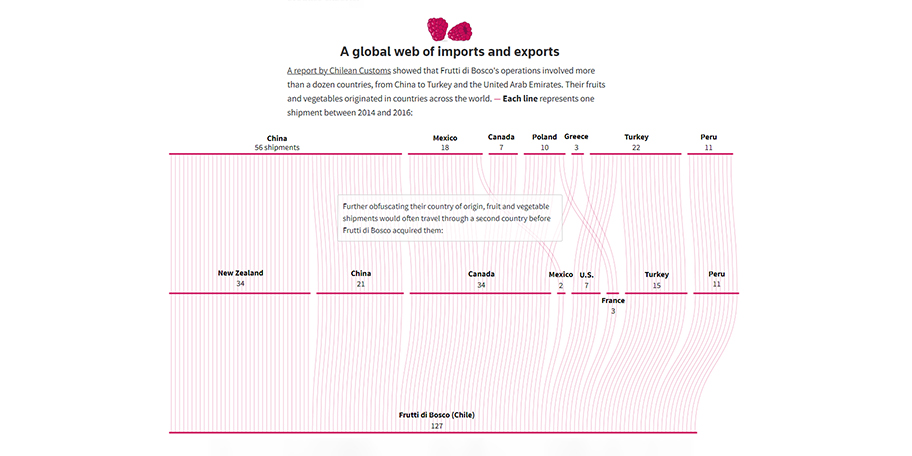 A global web of imports and exports
A report by Chilean Customs showed that Frutti di Bosco's operations involved more
than a dozen countries, from China to Turkey and the United Arab Emirates. Their fruits
and vegetables originated in countries across the world. — Each line represents one
shipment between 2014 and 2016:
China
56 shipments
Mexico
18
Canada
7
Poland
10
Greece
3
Turkey
22
Peru
11
Further obfuscating their country of origin, fruit and vegetable
shipments would often travel through a second country before
Frutti di Bosco acquired them:
New Zealand
34
China
21
Canada
34
Mexico
2
U.S.
7
France
3
Turkey
15
Peru
11
Frutti di Bosco (Chile)
127